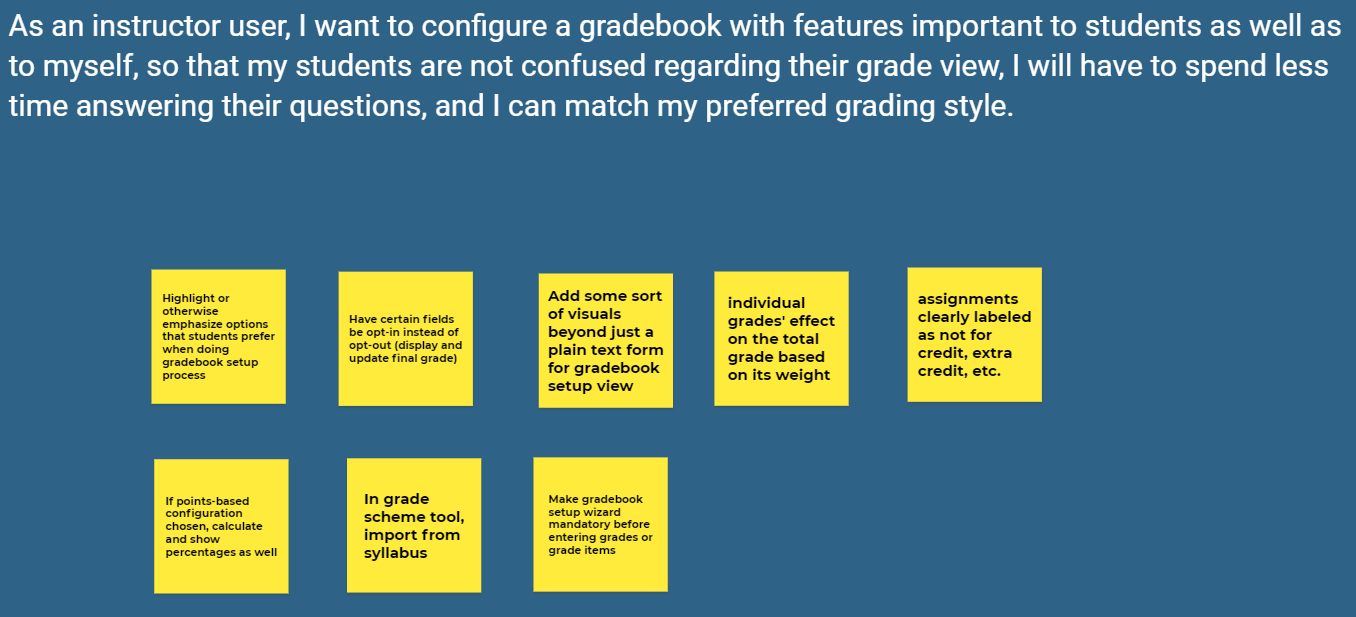 As an instructor user, I want to configure a gradebook with features important to students as well as
to myself, so that my students are not confused regarding their grade view, I will have to spend less
time answering their questions, and I can match my preferred grading style.
Highlight or
otherwise
emphasize options
that students prefer
when doing
gradebook setup
process
Have certain fields
be opt-in instead of
opt-out (display and
update final grade)
Add some sort
of visuals
beyond just a
plain text form
for gradebook
setup view
individual
grades' effect
on the total
grade based
on its weight
assignments
clearly labeled
as not for
credit, extra
credit, etc.
If points-based
configuration
chosen, calculate
and show
percentages as well
In grade
scheme tool,
import from
syllabus
Make gradebook
setup wizard
mandatory before
entering grades or
grade items